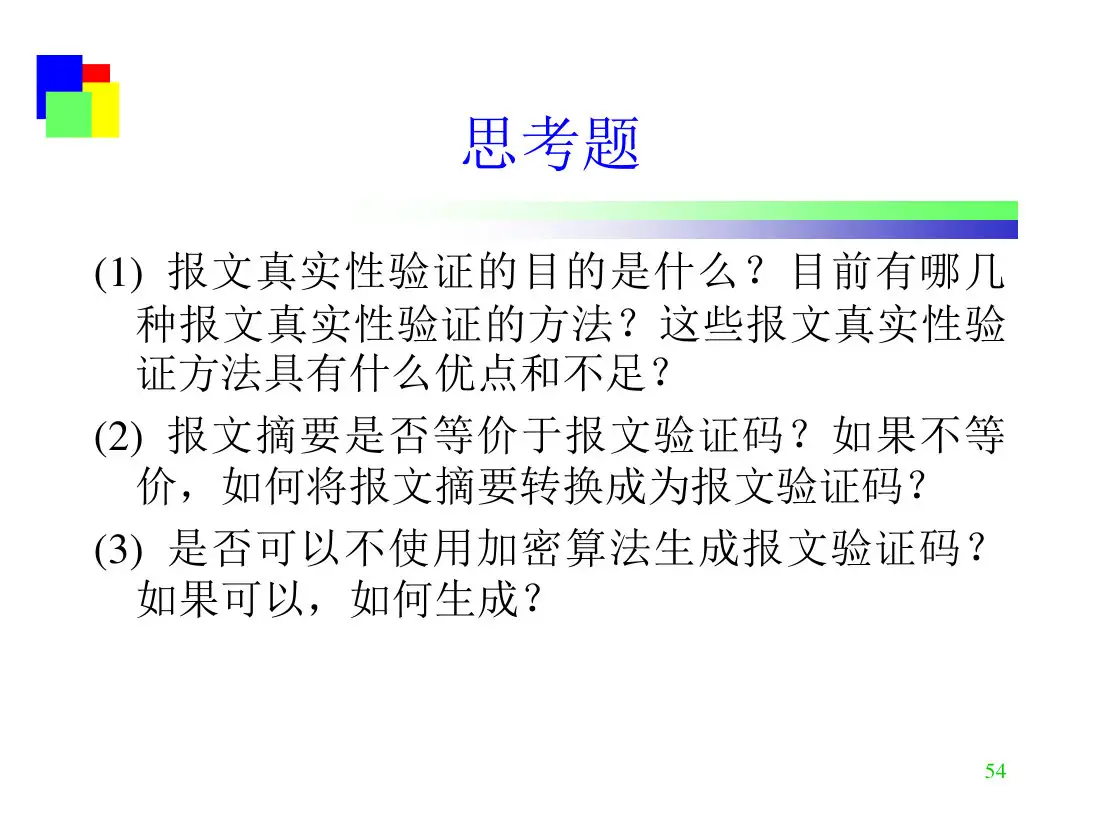 思考题
(1) 报文真实性验证的目的是什么？目前有哪几
种报文真实性验证的方法？这些报文真实性验
证方法具有什么优点和不足？
(2) 报文摘要是否等价于报文验证码？如果不等
价，如何将报文摘要转换成为报文验证码？
(3) 是否可以不使用加密算法生成报文验证码？
如果可以，如何生成？
54